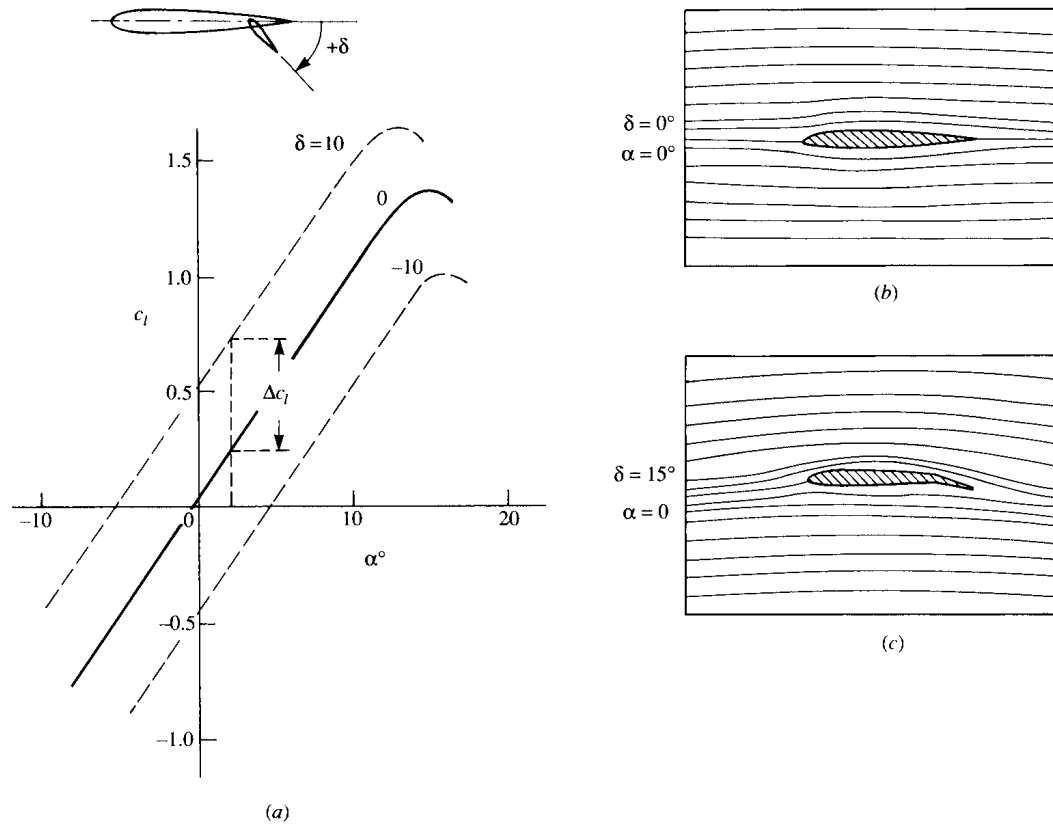 +δ
δ = 10
0
−10
1.5
1.0
c_l
0.5
Δc_l
−10
0
10
20
α°
−0.5
−1.0
(a)
δ = 0°
α = 0°
(b)
δ = 15°
α = 0
(c)